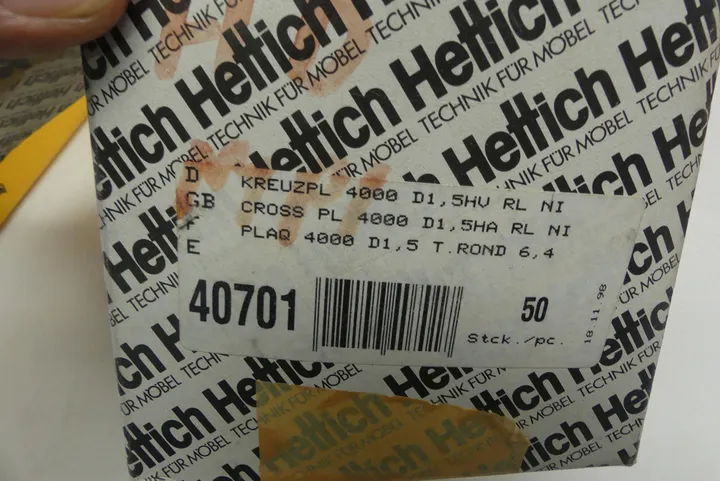 Hettich
TECHNIK FÜR MÖBEL
D KREUZPL 4000 D1,5HV RL NI
GB CROSS PL 4000 D1,5HA RL NI
F PLAQ 4000 D1,5 T.ROND 6,4
E
40701
50
Stck./pc.
18.11.98
Hettich
TECHNIK FÜR MÖBEL